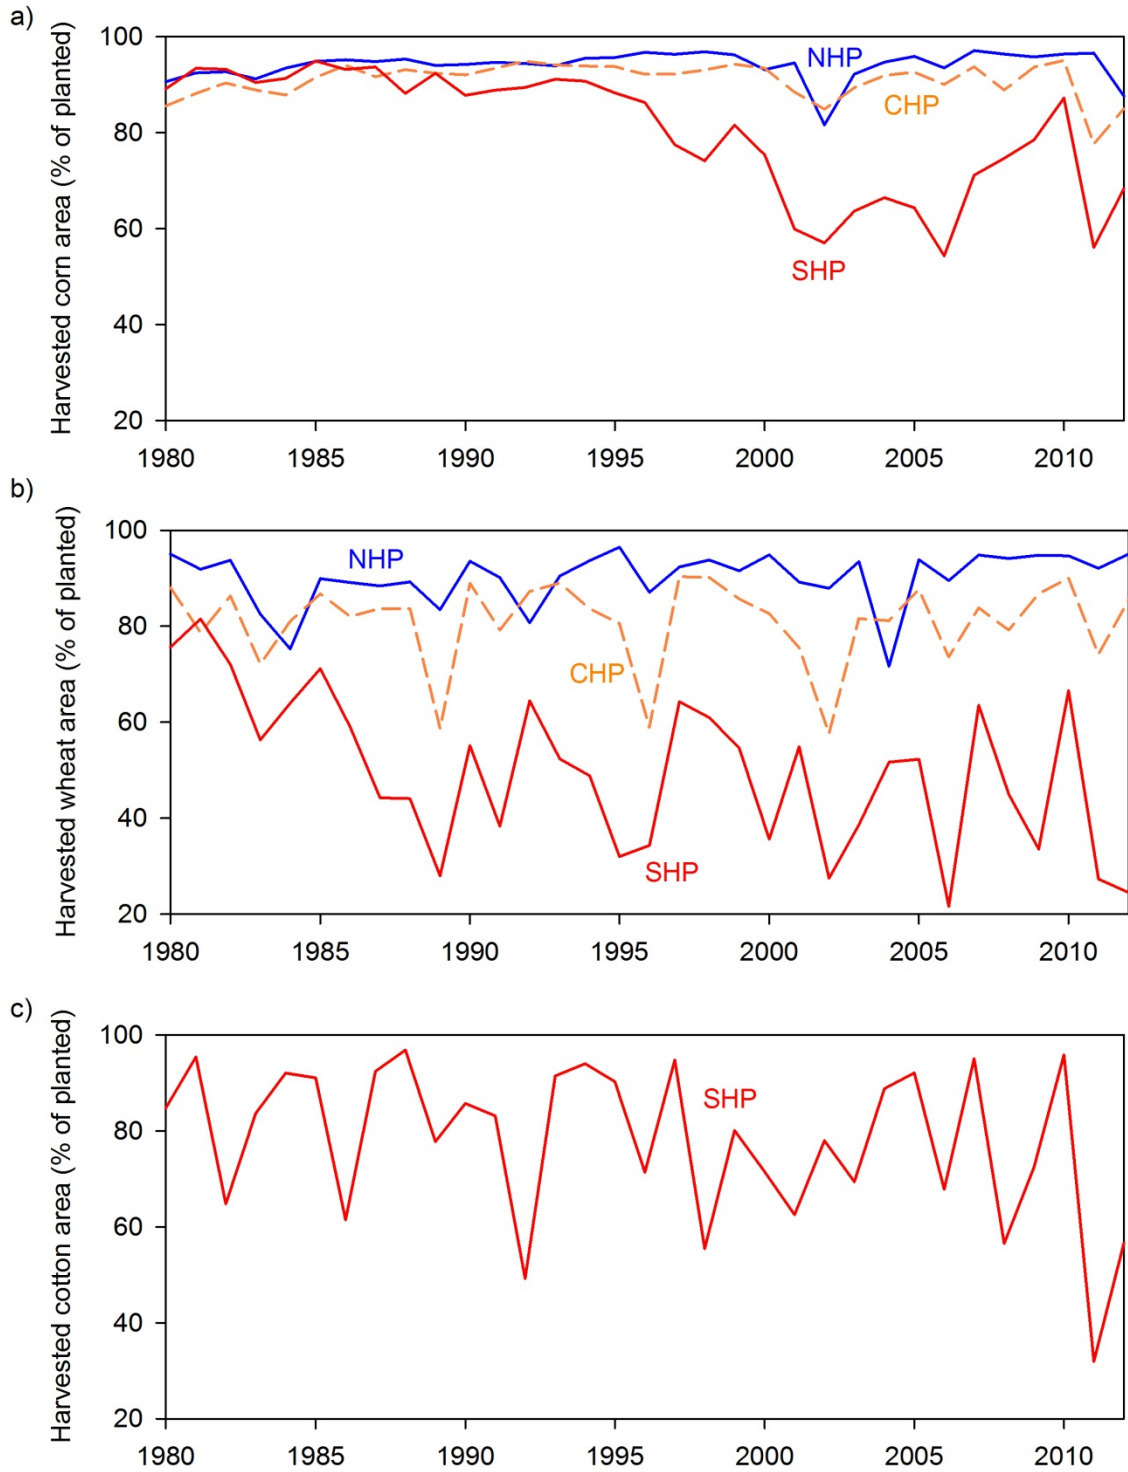 a)
Harvested corn area (% of planted)
100
80
60
40
20
NHP
CHP
SHP
1980 1985 1990 1995 2000 2005 2010
b)
Harvested wheat area (% of planted)
100
80
60
40
20
NHP
CHP
SHP
1980 1985 1990 1995 2000 2005 2010
c)
Harvested cotton area (% of planted)
100
80
60
40
20
SHP
1980 1985 1990 1995 2000 2005 2010